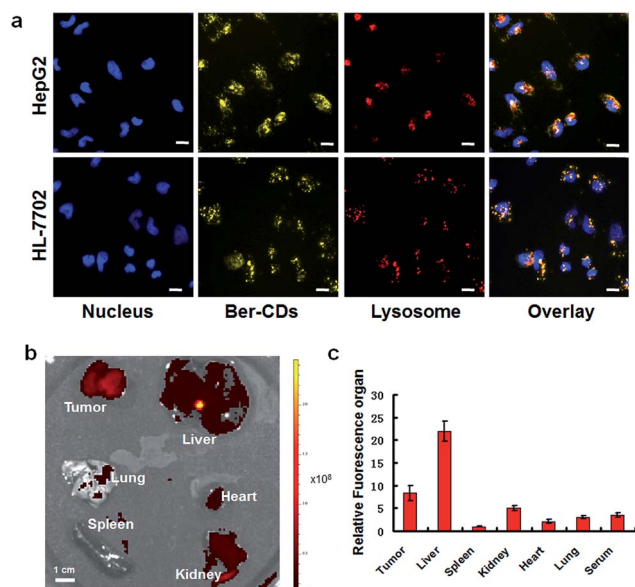 a
HepG2
HL-7702
Nucleus
Ber-CDs
Lysosome
Overlay
b
Tumor
Liver
Lung
Heart
Spleen
Kidney
1 cm
x10⁸
c
Relative Fluorescence organ
30
25
20
15
10
5
0
Tumor
Liver
Spleen
Kidney
Heart
Lung
Serum